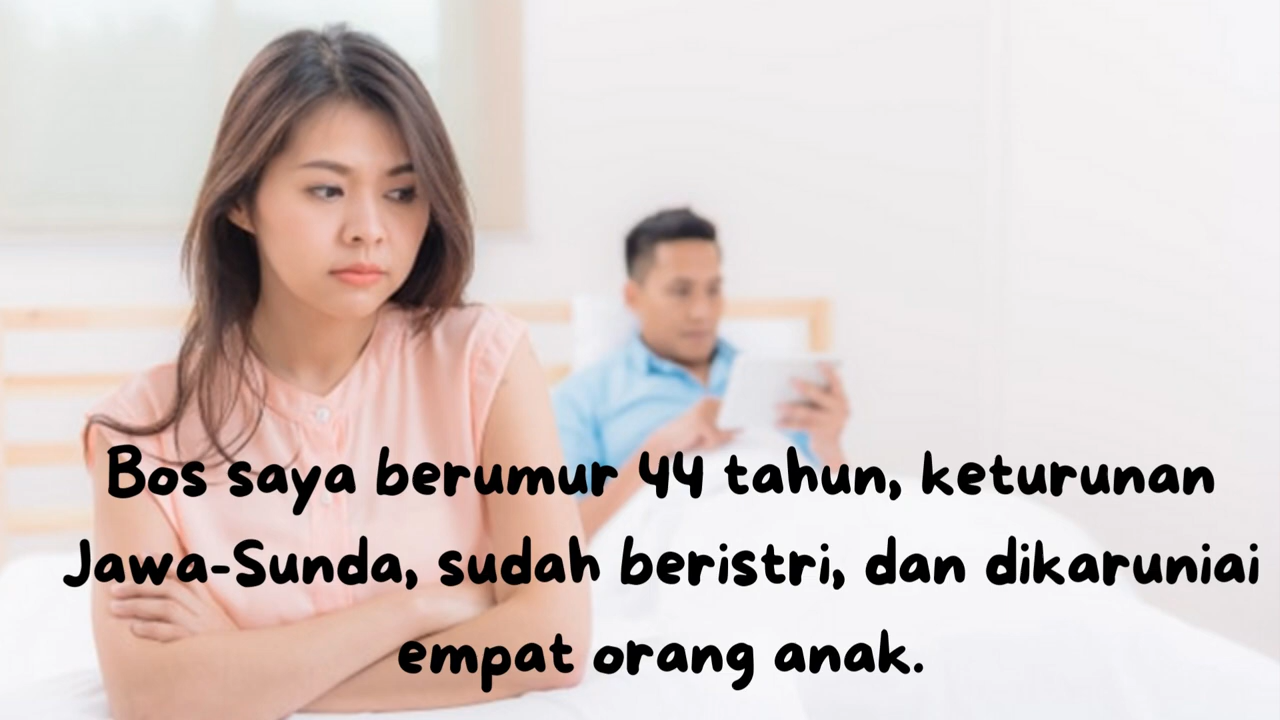 Bos saya berumur 44 tahun, keturunan
Jawa-Sunda, sudah beristri, dan dikaruniai
empat orang anak.